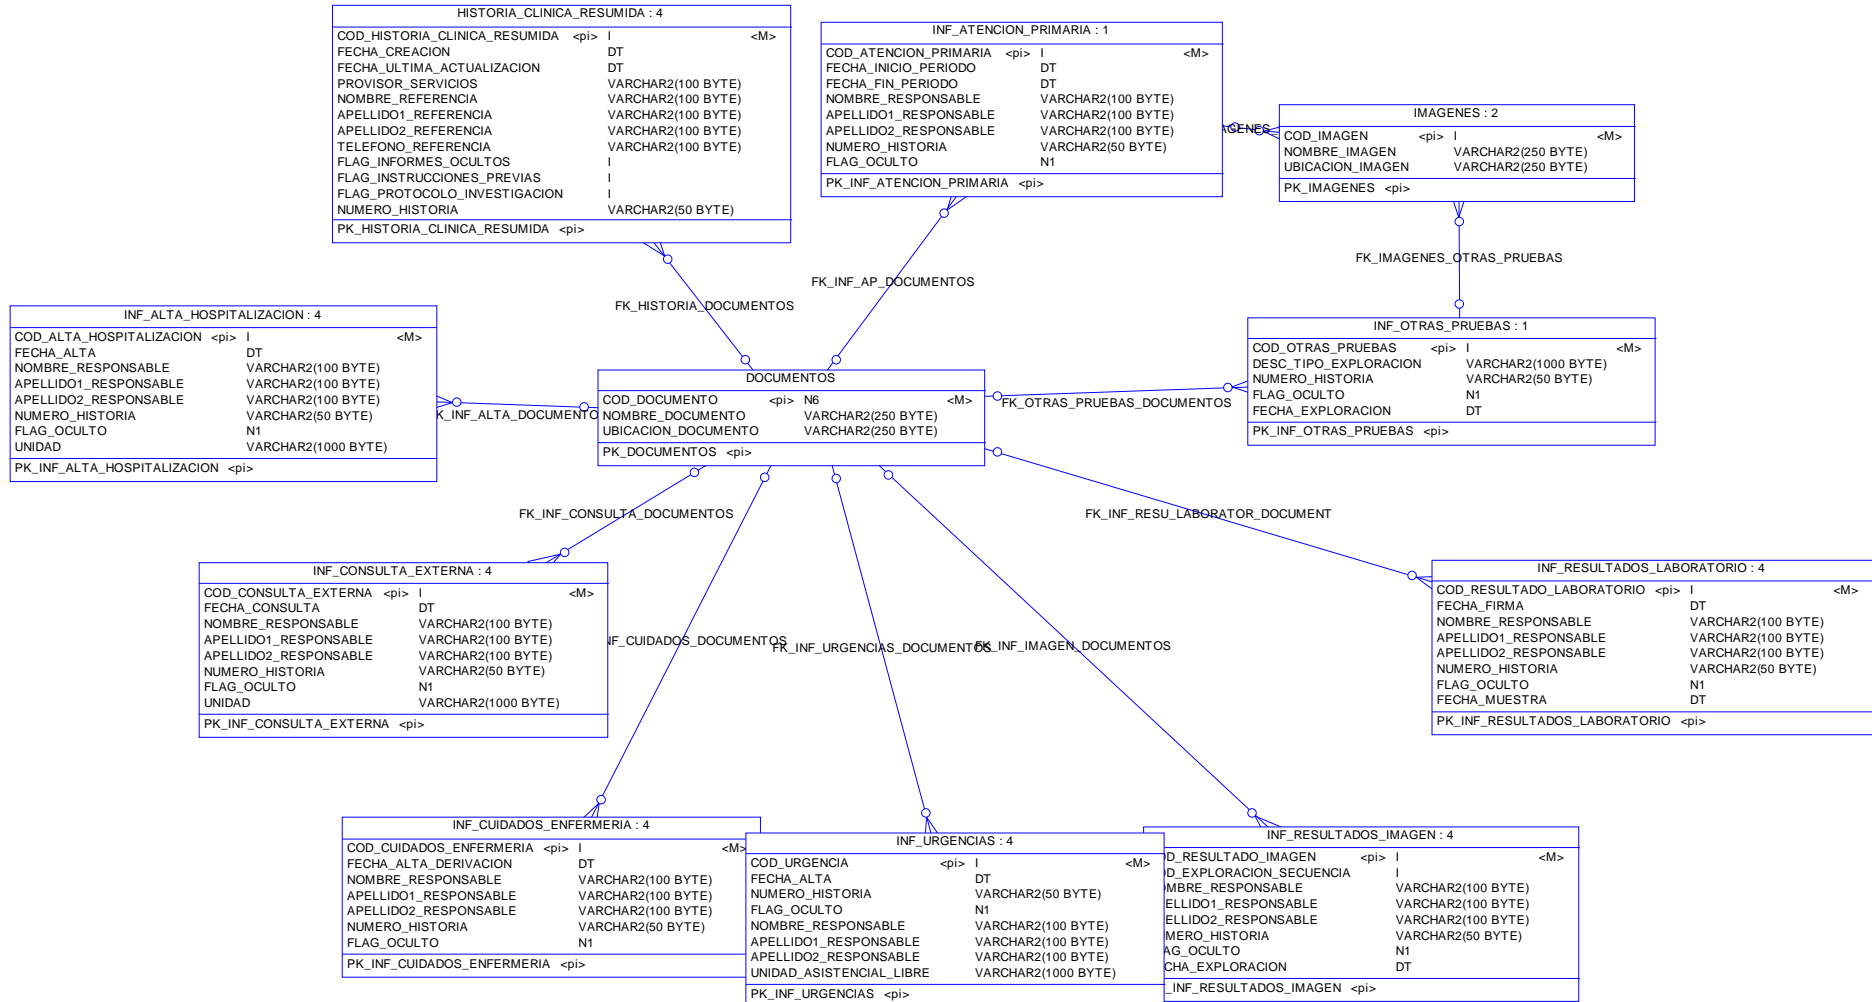 HISTORIA_CLINICA_RESUMIDA : 4
COD_HISTORIA_CLINICA_RESUMIDA <pi> I <M>
FECHA_CREACION DT
FECHA_ULTIMA_ACTUALIZACION DT
PROVISOR_SERVICIOS VARCHAR2(100 BYTE)
NOMBRE_REFERENCIA VARCHAR2(100 BYTE)
APELLIDO1_REFERENCIA VARCHAR2(100 BYTE)
APELLIDO2_REFERENCIA VARCHAR2(100 BYTE)
TELEFONO_REFERENCIA VARCHAR2(100 BYTE)
FLAG_INFORMES_OCULTOS I
FLAG_INSTRUCCIONES_PREVIAS I
FLAG_PROTOCOLO_INVESTIGACION I
NUMERO_HISTORIA VARCHAR2(50 BYTE)
PK_HISTORIA_CLINICA_RESUMIDA <pi>
INF_ATENCION_PRIMARIA : 1
COD_ATENCION_PRIMARIA <pi> I <M>
FECHA_INICIO_PERIODO DT
FECHA_FIN_PERIODO DT
NOMBRE_RESPONSABLE VARCHAR2(100 BYTE)
APELLIDO1_RESPONSABLE VARCHAR2(100 BYTE)
APELLIDO2_RESPONSABLE VARCHAR2(100 BYTE)
NUMERO_HISTORIA VARCHAR2(50 BYTE)
FLAG_OCULTO N1
PK_INF_ATENCION_PRIMARIA <pi>
AGENES
IMAGENES : 2
COD_IMAGEN <pi> I <M>
NOMBRE_IMAGEN VARCHAR2(250 BYTE)
UBICACION_IMAGEN VARCHAR2(250 BYTE)
PK_IMAGENES <pi>
FK_IMAGENES_OTRAS_PRUEBAS
FK_INF_AP_DOCUMENTOS
FK_HISTORIA_DOCUMENTOS
INF_ALTA_HOSPITALIZACION : 4
COD_ALTA_HOSPITALIZACION <pi> I <M>
FECHA_ALTA DT
NOMBRE_RESPONSABLE VARCHAR2(100 BYTE)
APELLIDO1_RESPONSABLE VARCHAR2(100 BYTE)
APELLIDO2_RESPONSABLE VARCHAR2(100 BYTE)
NUMERO_HISTORIA VARCHAR2(50 BYTE)
FLAG_OCULTO N1
UNIDAD VARCHAR2(1000 BYTE)
PK_INF_ALTA_HOSPITALIZACION <pi>
K_INF_ALTA_DOCUMENTO
DOCUMENTOS
COD_DOCUMENTO <pi> N6 <M>
NOMBRE_DOCUMENTO VARCHAR2(250 BYTE)
UBICACION_DOCUMENTO VARCHAR2(250 BYTE)
PK_DOCUMENTOS <pi>
FK_OTRAS_PRUEBAS_DOCUMENTOS
INF_OTRAS_PRUEBAS : 1
COD_OTRAS_PRUEBAS <pi> I <M>
DESC_TIPO_EXPLORACION VARCHAR2(1000 BYTE)
NUMERO_HISTORIA VARCHAR2(50 BYTE)
FLAG_OCULTO N1
FECHA_EXPLORACION DT
PK_INF_OTRAS_PRUEBAS <pi>
FK_INF_CONSULTA_DOCUMENTOS
FK_INF_RESU_LABORATOR_DOCUMENT
INF_CONSULTA_EXTERNA : 4
COD_CONSULTA_EXTERNA <pi> I <M>
FECHA_CONSULTA DT
NOMBRE_RESPONSABLE VARCHAR2(100 BYTE)
APELLIDO1_RESPONSABLE VARCHAR2(100 BYTE)
APELLIDO2_RESPONSABLE VARCHAR2(100 BYTE)
NUMERO_HISTORIA VARCHAR2(50 BYTE)
FLAG_OCULTO N1
UNIDAD VARCHAR2(1000 BYTE)
PK_INF_CONSULTA_EXTERNA <pi>
NF_CUIDADOS_DOCUMENTOS
FK_INF_URGENCIAS_DOCUMENTOS
FK_INF_IMAGEN_DOCUMENTOS
INF_RESULTADOS_LABORATORIO : 4
COD_RESULTADO_LABORATORIO <pi> I <M>
FECHA_FIRMA DT
NOMBRE_RESPONSABLE VARCHAR2(100 BYTE)
APELLIDO1_RESPONSABLE VARCHAR2(100 BYTE)
APELLIDO2_RESPONSABLE VARCHAR2(100 BYTE)
NUMERO_HISTORIA VARCHAR2(50 BYTE)
FLAG_OCULTO N1
FECHA_MUESTRA DT
PK_INF_RESULTADOS_LABORATORIO <pi>
INF_CUIDADOS_ENFERMERIA : 4
COD_CUIDADOS_ENFERMERIA <pi> I <M>
FECHA_ALTA_DERIVACION DT
NOMBRE_RESPONSABLE VARCHAR2(100 BYTE)
APELLIDO1_RESPONSABLE VARCHAR2(100 BYTE)
APELLIDO2_RESPONSABLE VARCHAR2(100 BYTE)
NUMERO_HISTORIA VARCHAR2(50 BYTE)
FLAG_OCULTO N1
PK_INF_CUIDADOS_ENFERMERIA <pi>
INF_URGENCIAS : 4
COD_URGENCIA <pi> I <M>
FECHA_ALTA DT
NUMERO_HISTORIA VARCHAR2(50 BYTE)
FLAG_OCULTO N1
NOMBRE_RESPONSABLE VARCHAR2(100 BYTE)
APELLIDO1_RESPONSABLE VARCHAR2(100 BYTE)
APELLIDO2_RESPONSABLE VARCHAR2(100 BYTE)
UNIDAD_ASISTENCIAL_LIBRE VARCHAR2(1000 BYTE)
PK_INF_URGENCIAS <pi>
INF_RESULTADOS_IMAGEN : 4
OD_RESULTADO_IMAGEN <pi> I <M>
OD_EXPLORACION_SECUENCIA I
MBRE_RESPONSABLE VARCHAR2(100 BYTE)
ELLIDO1_RESPONSABLE VARCHAR2(100 BYTE)
ELLIDO2_RESPONSABLE VARCHAR2(100 BYTE)
MERO_HISTORIA VARCHAR2(50 BYTE)
AG_OCULTO N1
CHA_EXPLORACION DT
_INF_RESULTADOS_IMAGEN <pi>